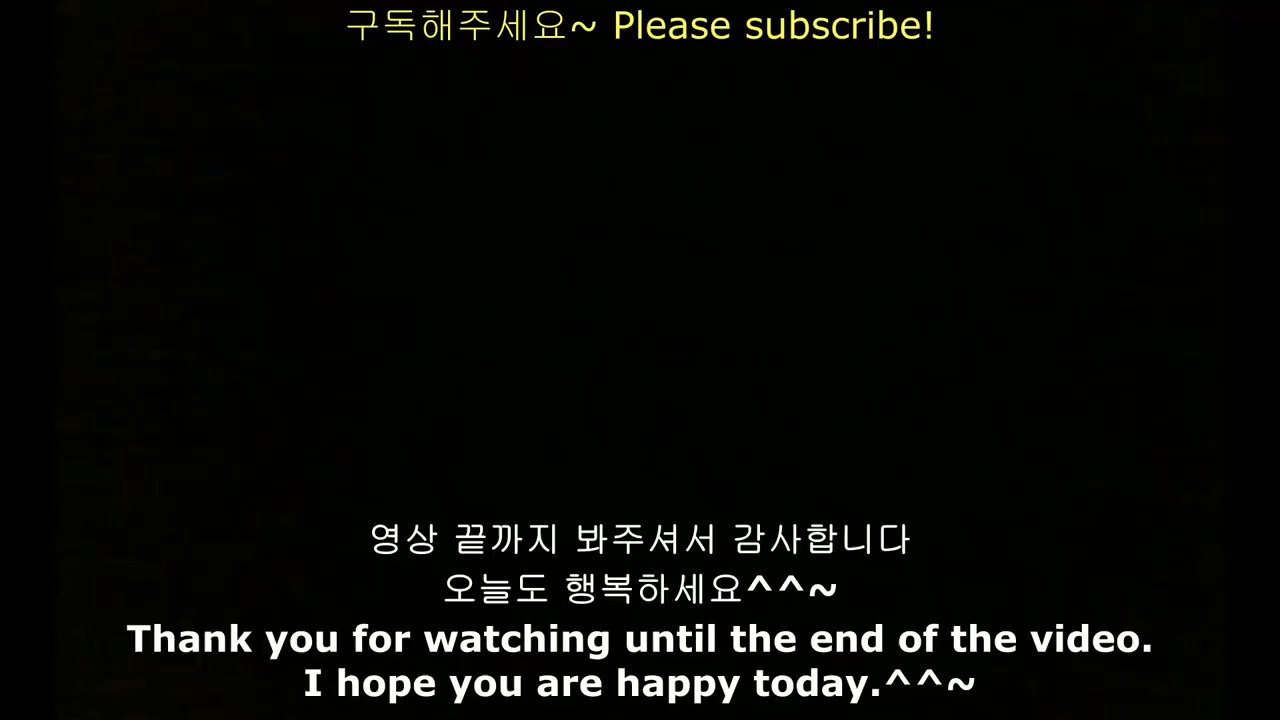 구독해주세요~ Please subscribe!
영상 끝까지 봐주셔서 감사합니다
오늘도 행복하세요^^~
Thank you for watching until the end of the video.
I hope you are happy today.^^~